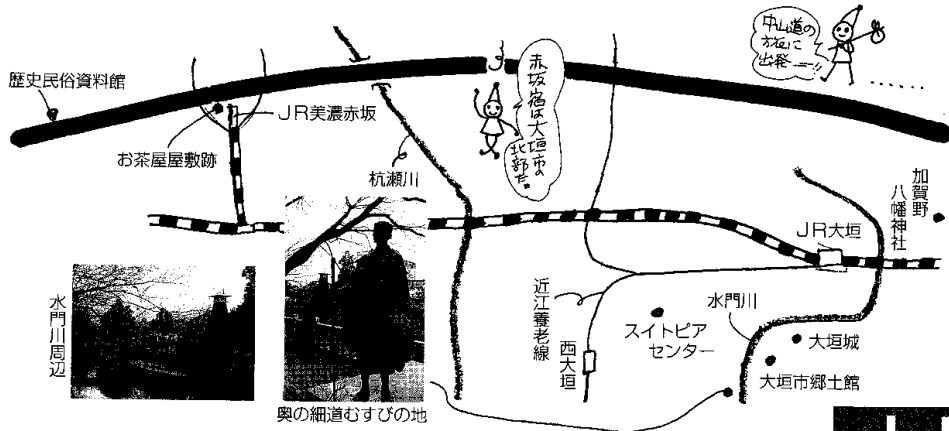 中山道の
旅に
出発ー!!
赤坂宿は大垣市の
北部だ。
歴史民俗資料館
お茶屋屋敷跡
JR美濃赤坂
杭瀬川
加賀野
八幡神社
JR大垣
近江養老線
西大垣
スイトピア
センター
水門川
大垣城
大垣市郷土館
水門川周辺
奥の細道むすびの地